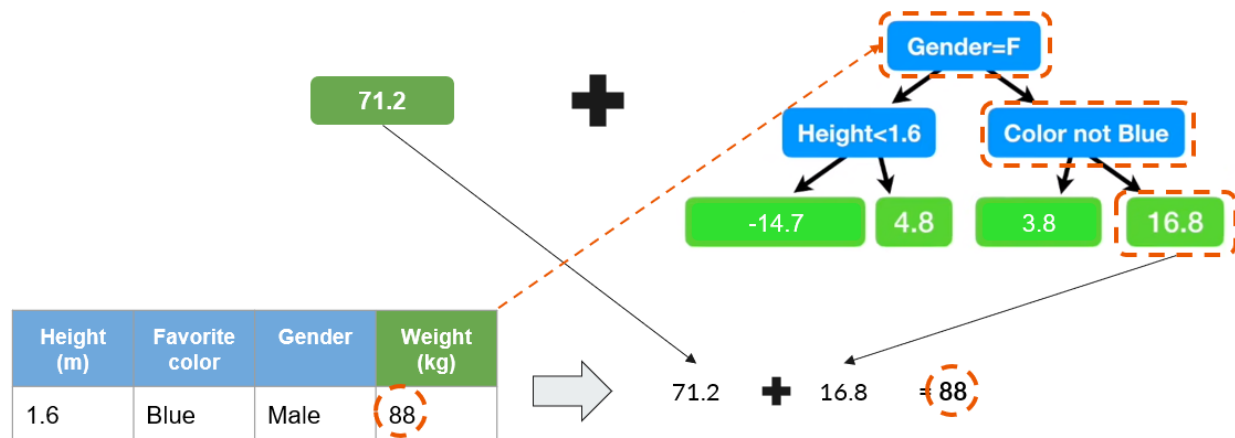 Gender=F
71.2
Height<1.6
Color not Blue
-14.7
4.8
3.8
16.8
Height
(m)
Favorite
color
Gender
Weight
(kg)
1.6
Blue
Male
88
71.2
16.8
= 88